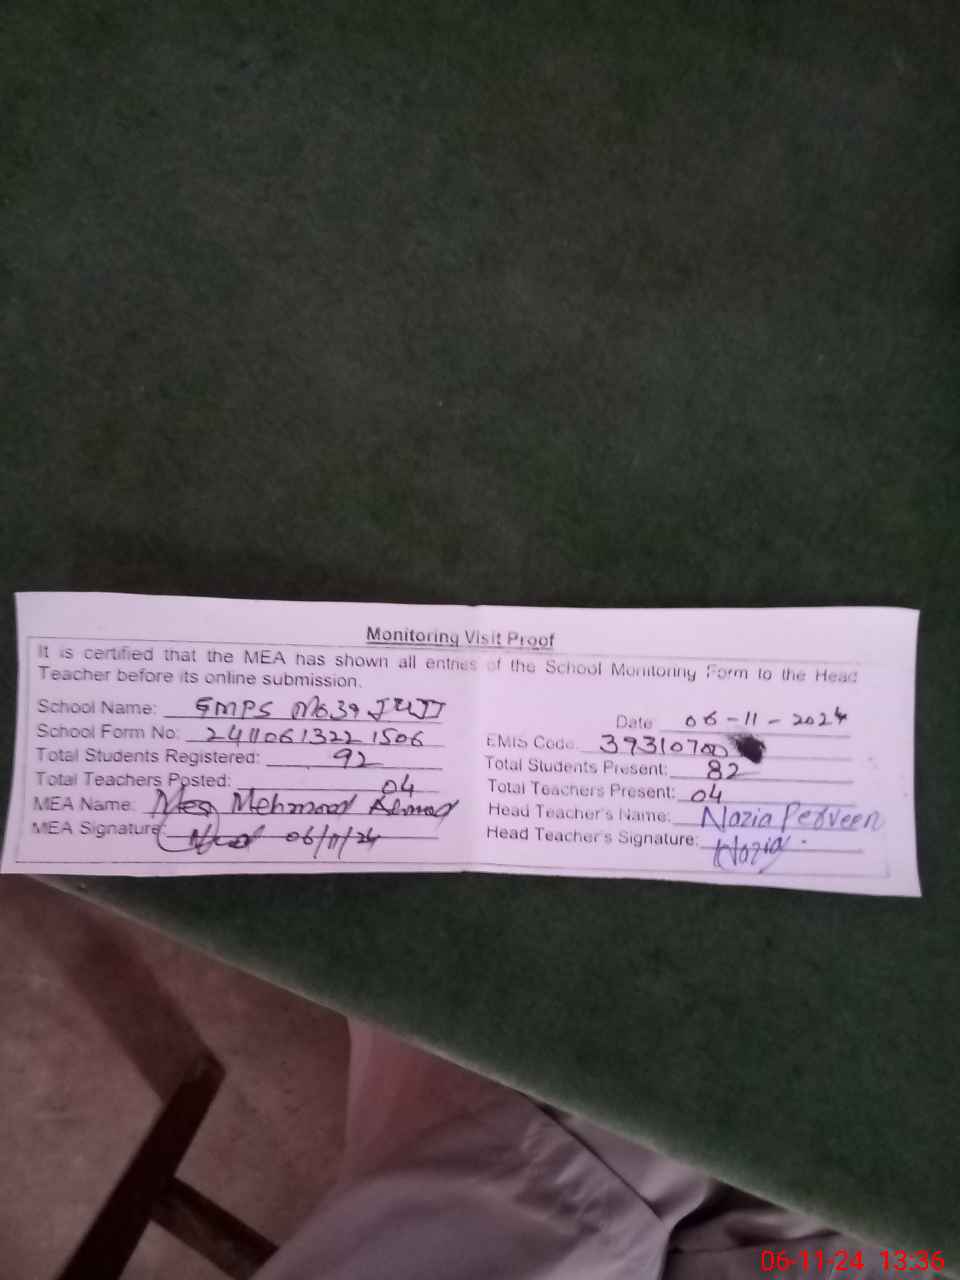 Monitoring Visit Proof
It is certified that the MEA has shown all entries of the School Monitoring Form to the Head
Teacher before its online submission.
School Name: GMPS No.39
Date 06-11-2024
School Form No: 2411061322 1506
EMIS Code. 39310700
Total Students Registered: 92
Total Students Present: 82
Total Teachers Posted: 04
Total Teachers Present: 04
MEA Name: Mehmood Ahmad
Head Teacher's Name: Nazia Perveen
MEA Signature: 06/11/24
Head Teacher's Signature: Nazia.
06-11-24 13:36